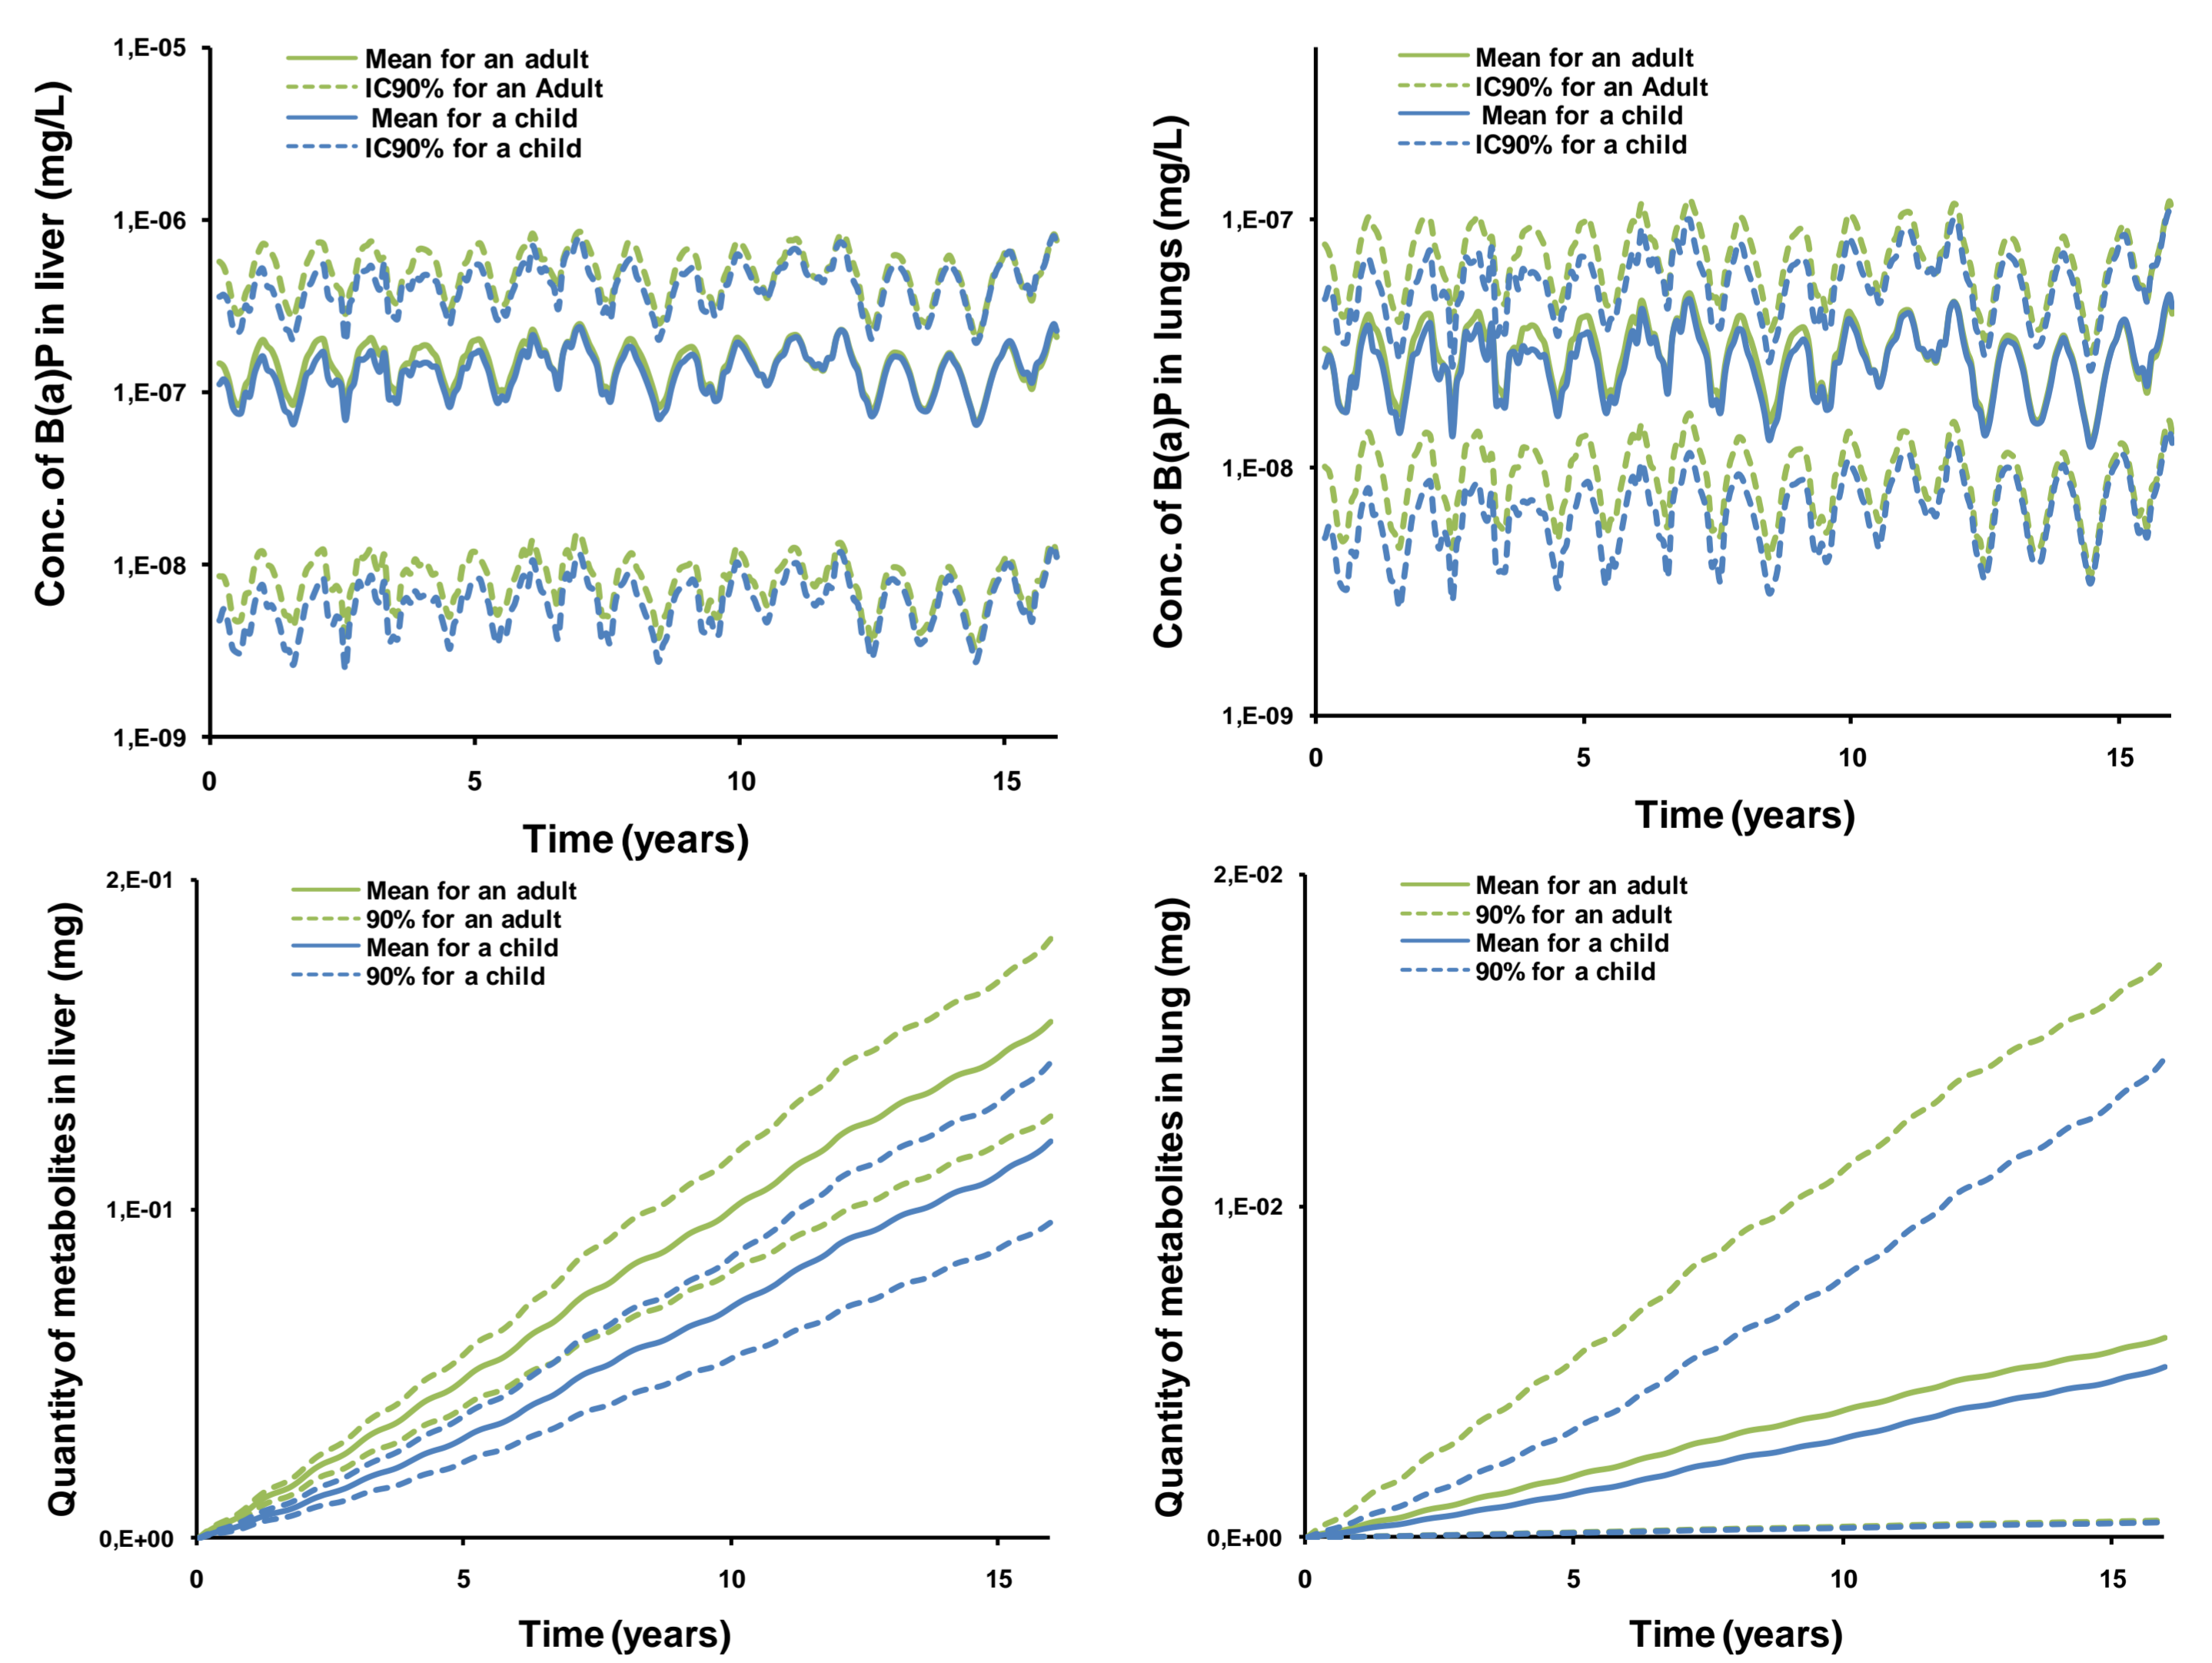 Conc. of B(a)P in liver (mg/L)
1,E-05
1,E-06
1,E-07
1,E-08
1,E-09
Mean for an adult
IC90% for an Adult
Mean for a child
IC90% for a child
0 5 10 15
Time (years)
Conc. of B(a)P in lungs (mg/L)
1,E-07
1,E-08
1,E-09
Mean for an adult
IC90% for an Adult
Mean for a child
IC90% for a child
0 5 10 15
Time (years)
Quantity of metabolites in liver (mg)
2,E-01
1,E-01
0,E+00
Mean for an adult
90% for an adult
Mean for a child
90% for a child
0 5 10 15
Time (years)
Quantity of metabolites in lung (mg)
2,E-02
1,E-02
0,E+00
Mean for an adult
90% for an adult
Mean for a child
90% for a child
0 5 10 15
Time (years)